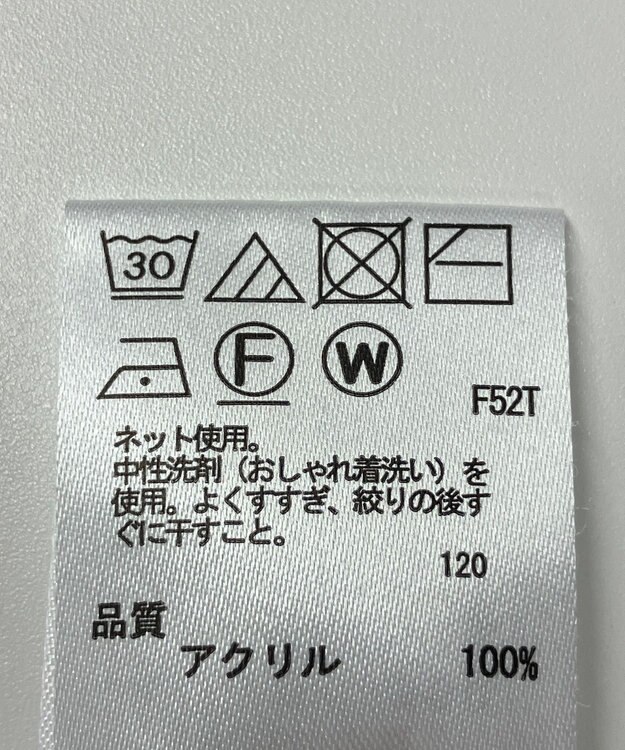 30
F W
F52T
ネット使用。
中性洗剤（おしゃれ着洗い）を
使用。よくすすぎ、絞りの後す
ぐに干すこと。
120
品質
アクリル 100%